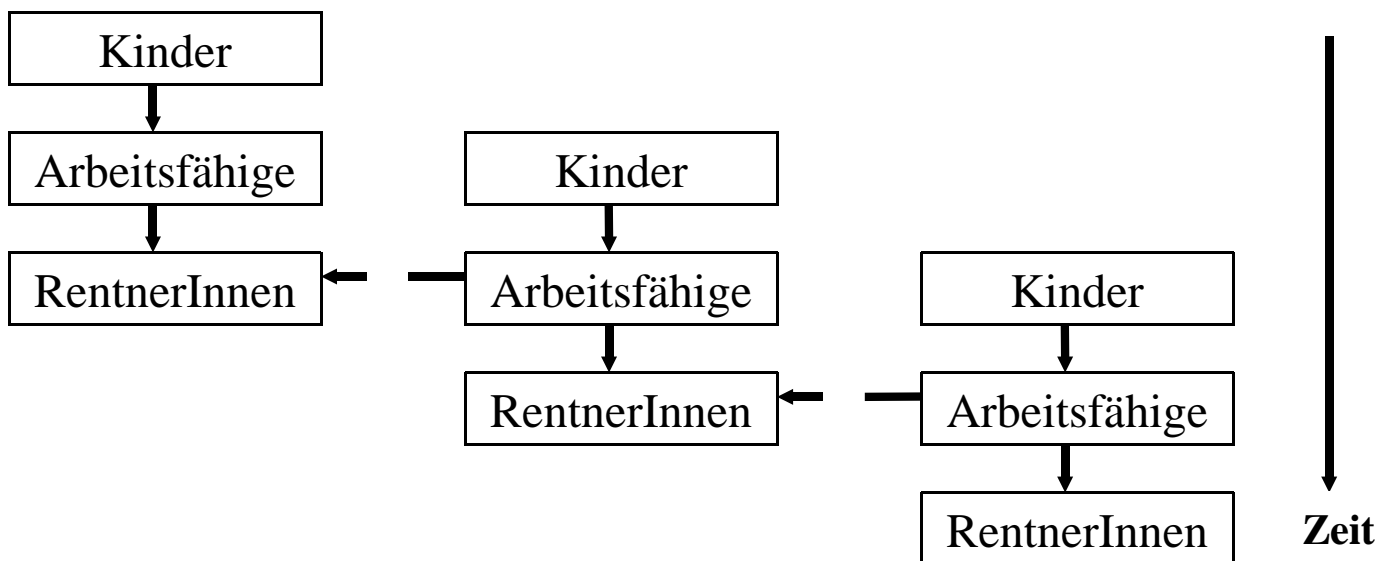 Kinder
Arbeitsfähige
Kinder
RentnerInnen
Arbeitsfähige
Kinder
RentnerInnen
Arbeitsfähige
RentnerInnen
Zeit